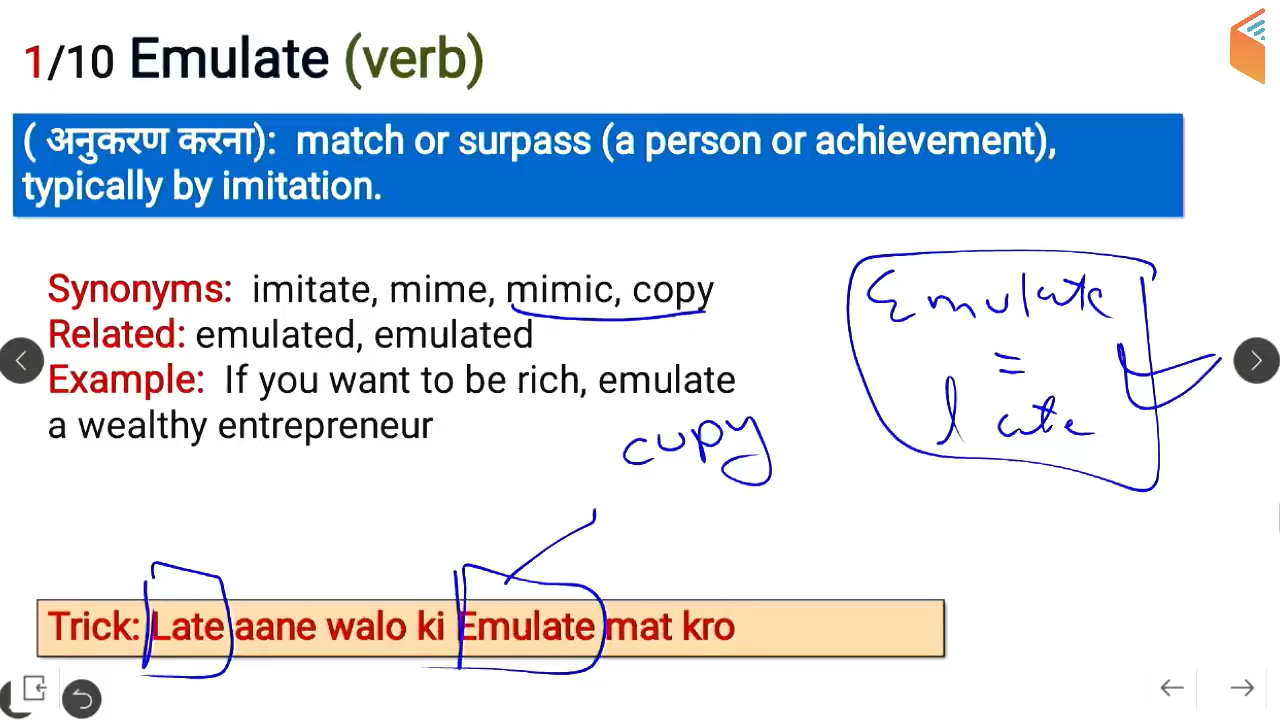 1/10 Emulate (verb)
( अनुकरण करना): match or surpass (a person or achievement),
typically by imitation.
Synonyms: imitate, mime, mimic, copy
Related: emulated, emulated
Example: If you want to be rich, emulate
a wealthy entrepreneur
copy
Emulate
=
late
Trick: Late aane walo ki Emulate mat kro